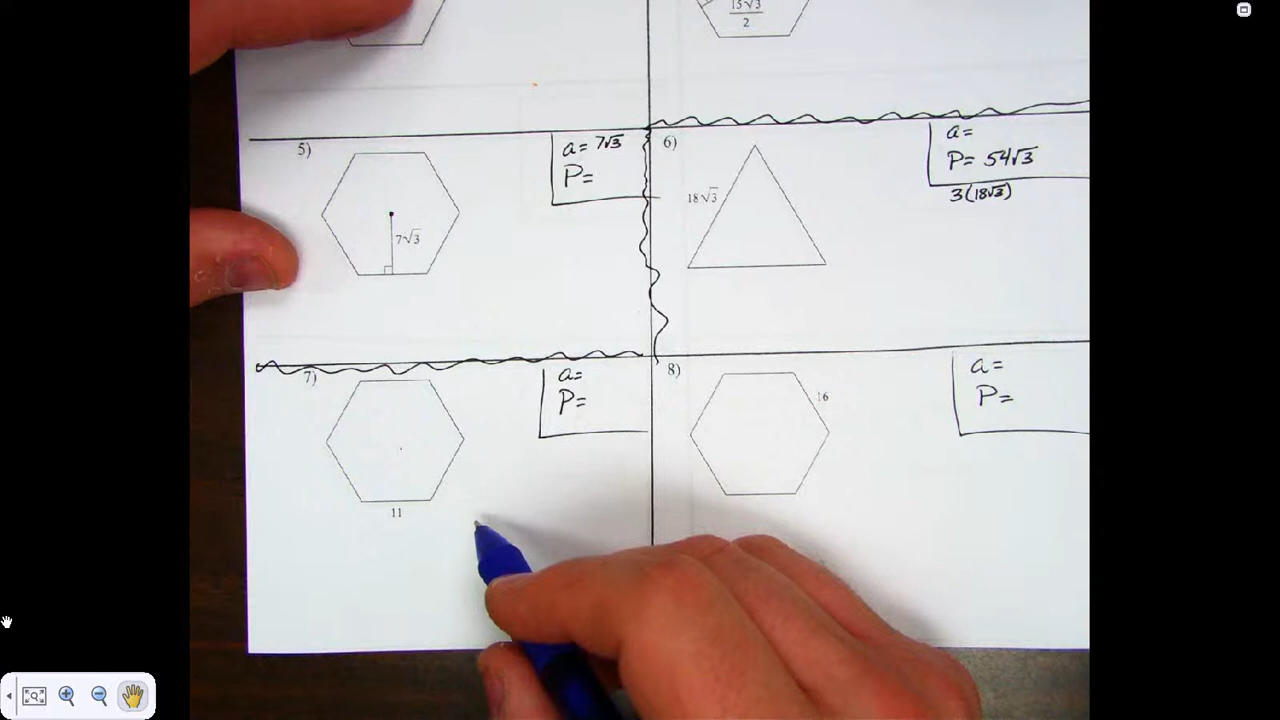 15√3
2
5)
a= 7√3
P=
7√3
6)
18√3
a=
P= 54√3
3(18√3)
7)
a=
P=
11
8)
16
a=
P=